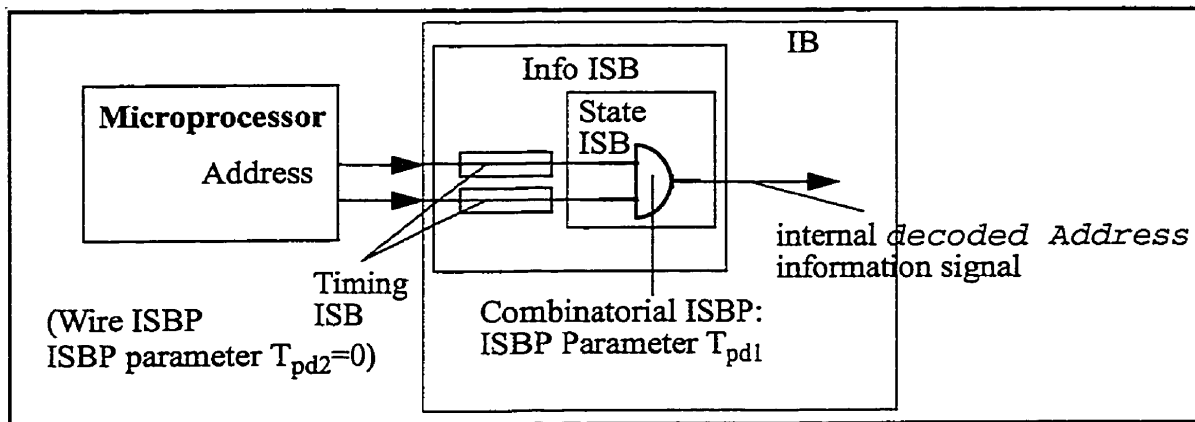 IB
Info ISB
Microprocessor
Address
State
ISB
internal decoded Address
information signal
Timing
ISB
(Wire ISBP
ISBP parameter Tpd2=0)
Combinatorial ISBP:
ISBP Parameter Tpd1